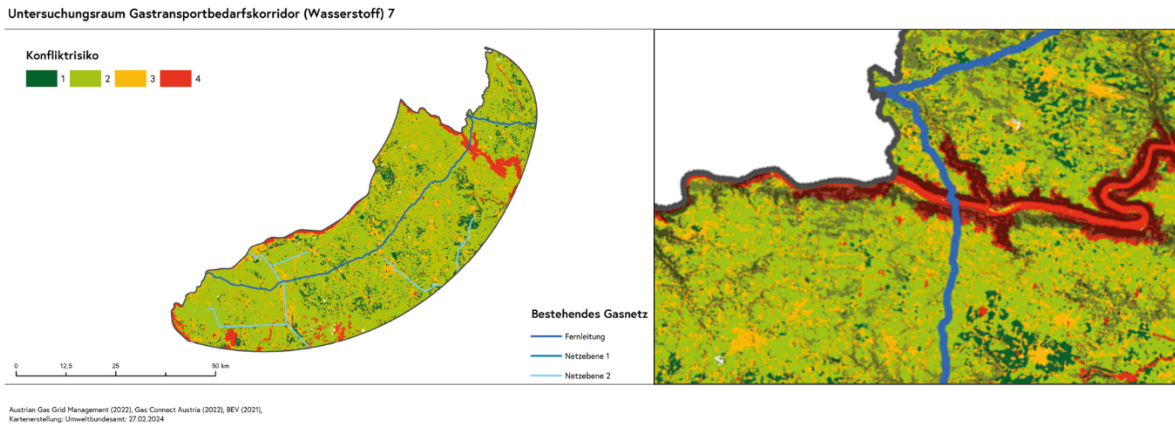 Untersuchungsraum Gastransportbedarfskorridor (Wasserstoff) 7
Konfliktrisiko
1 2 3 4
Bestehendes Gasnetz
Fernleitung
Netzebene 1
Netzebene 2
0 12,5 25 50 km
Austrian Gas Grid Management (2022), Gas Connect Austria (2022), BEV (2021),
Kartenerstellung: Umweltbundesamt; 27.02.2024